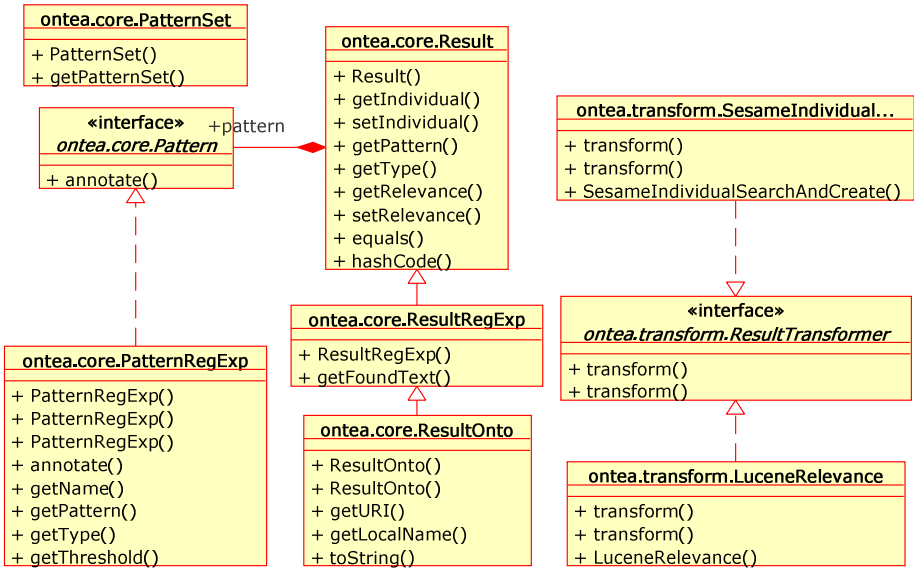 ontea.core.PatternSet
+ PatternSet()
+ getPatternSet()
«interface»
ontea.core.Pattern
+ annotate()
+pattern
ontea.core.Result
+ Result()
+ getIndividual()
+ setIndividual()
+ getPattern()
+ getType()
+ getRelevance()
+ setRelevance()
+ equals()
+ hashCode()
ontea.transform.SesameIndividual...
+ transform()
+ transform()
+ SesameIndividualSearchAndCreate()
«interface»
ontea.transform.ResultTransformer
+ transform()
+ transform()
ontea.core.ResultRegExp
+ ResultRegExp()
+ getFoundText()
ontea.core.PatternRegExp
+ PatternRegExp()
+ PatternRegExp()
+ PatternRegExp()
+ annotate()
+ getName()
+ getPattern()
+ getType()
+ getThreshold()
ontea.core.ResultOnto
+ ResultOnto()
+ ResultOnto()
+ getURI()
+ getLocalName()
+ toString()
ontea.transform.LuceneRelevance
+ transform()
+ transform()
+ LuceneRelevance()